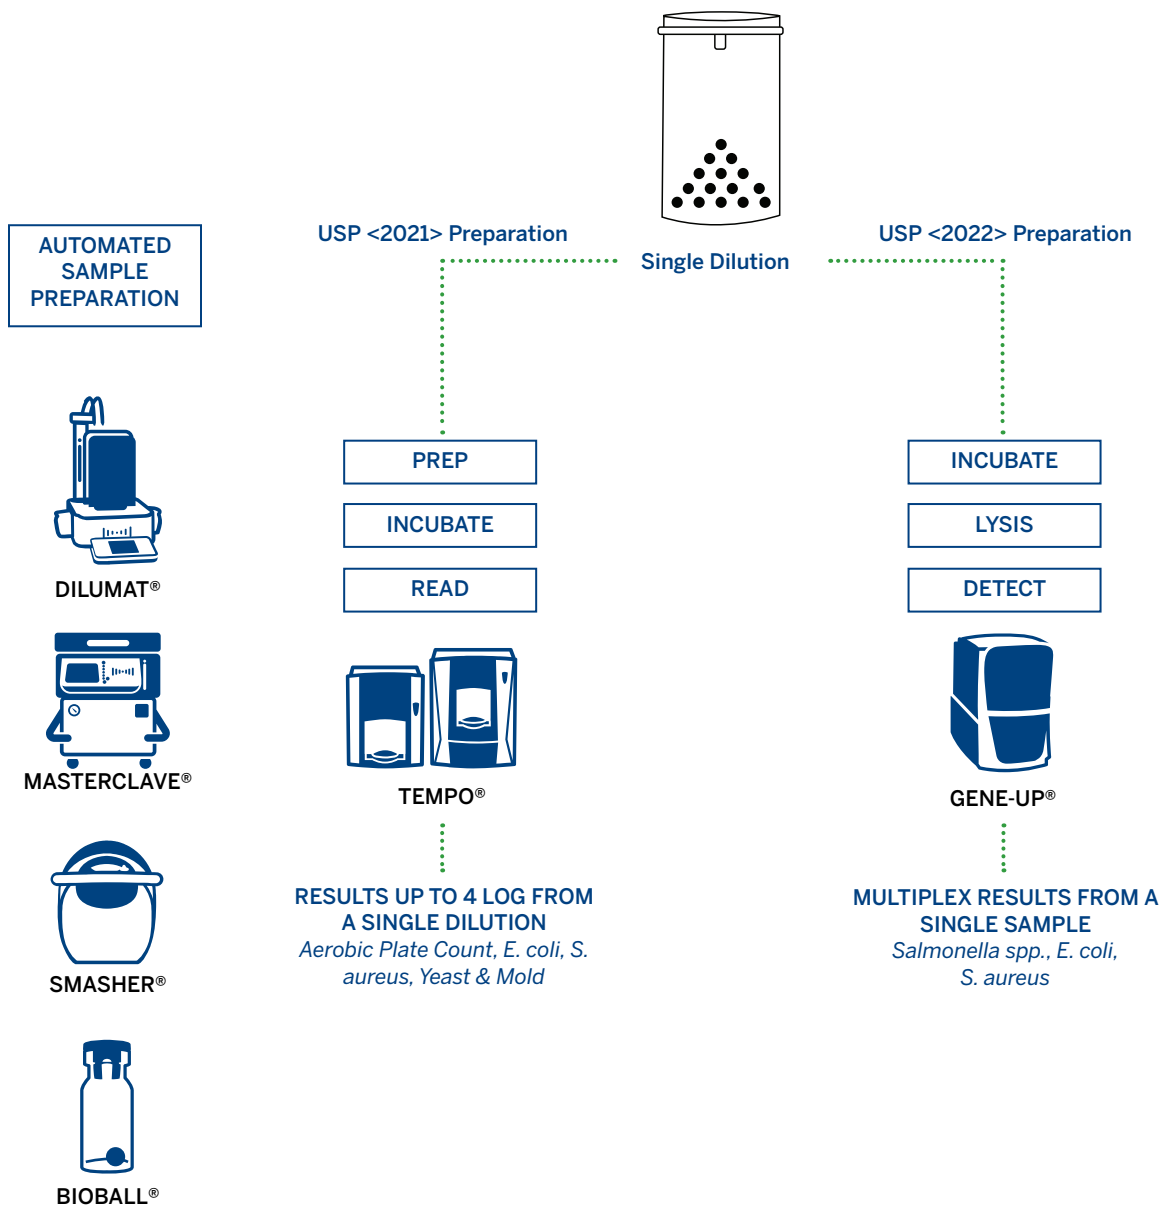 USP <2021> Preparation
Single Dilution
USP <2022> Preparation
AUTOMATED
SAMPLE
PREPARATION
DILUMAT®
MASTERCLAVE®
SMASHER®
BIOBALL®
PREP
INCUBATE
READ
TEMPO®
RESULTS UP TO 4 LOG FROM
A SINGLE DILUTION
Aerobic Plate Count, E. coli, S.
aureus, Yeast & Mold
INCUBATE
LYSIS
DETECT
GENE-UP®
MULTIPLEX RESULTS FROM A
SINGLE SAMPLE
Salmonella spp., E. coli,
S. aureus